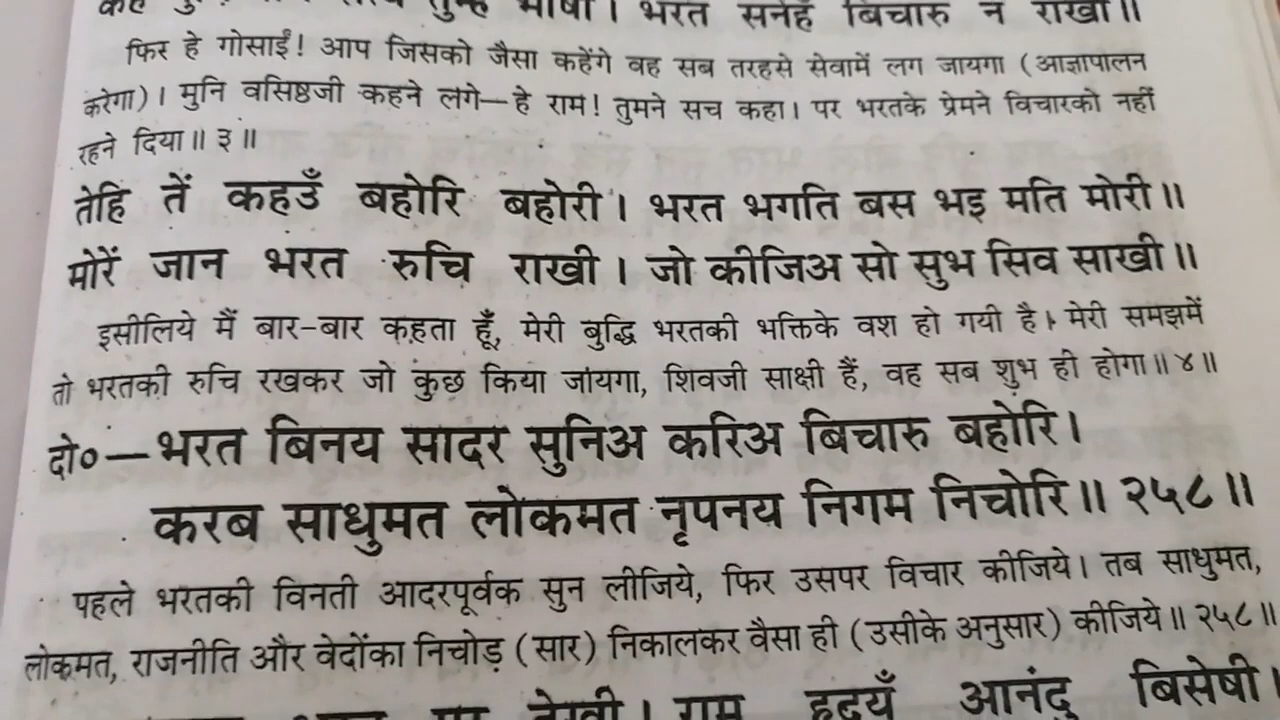 भरत सनेहँ बिचारु न राखा॥
फिर हे गोसाईं! आप जिसको जैसा कहेंगे वह सब तरहसे सेवामें लग जायगा (आज्ञापालन
करेगा)। मुनि वसिष्ठजी कहने लगे—हे राम! तुमने सच कहा। पर भरतके प्रेमने विचारको नहीं
रहने दिया॥ ३॥
तेहि तें कहउँ बहोरि बहोरी। भरत भगति बस भइ मति मोरी॥
मोरें जान भरत रुचि राखी। जो कीजिअ सो सुभ सिव साखी॥
इसीलिये मैं बार-बार कहता हूँ, मेरी बुद्धि भरतकी भक्तिके वश हो गयी है। मेरी समझमें
तो भरतकी रुचि रखकर जो कुछ किया जायगा, शिवजी साक्षी हैं, वह सब शुभ ही होगा॥ ४॥
दो०—भरत बिनय सादर सुनिअ करिअ बिचारु बहोरि।
करब साधुमत लोकमत नृपनय निगम निचोरि॥ २५८॥
पहले भरतकी विनती आदरपूर्वक सुन लीजिये, फिर उसपर विचार कीजिये। तब साधुमत,
लोकमत, राजनीति और वेदोंका निचोड़ (सार) निकालकर वैसा ही (उसीके अनुसार) कीजिये॥ २५८॥
राम हृदयँ आनंदु बिसेषी।